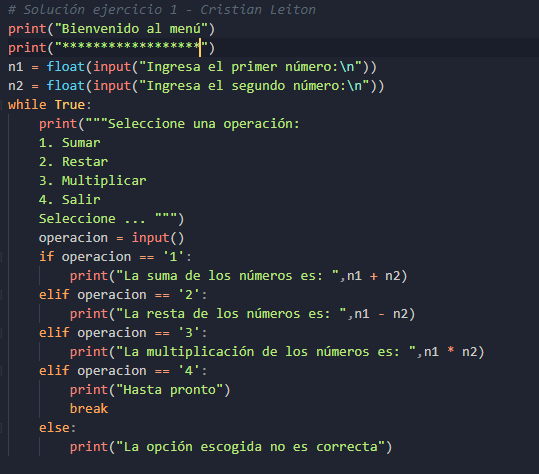 # Solución ejercicio 1 - Cristian Leiton
print("Bienvenido al menú")
print("******************")
n1 = float(input("Ingresa el primer número:\n"))
n2 = float(input("Ingresa el segundo número:\n"))
while True:
    print("""Seleccione una operación:
    1. Sumar
    2. Restar
    3. Multiplicar
    4. Salir
    Seleccione ... """)
    operacion = input()
    if operacion == '1':
        print("La suma de los números es: ",n1 + n2)
    elif operacion == '2':
        print("La resta de los números es: ",n1 - n2)
    elif operacion == '3':
        print("La multiplicación de los números es: ",n1 * n2)
    elif operacion == '4':
        print("Hasta pronto")
        break
    else:
        print("La opción escogida no es correcta")